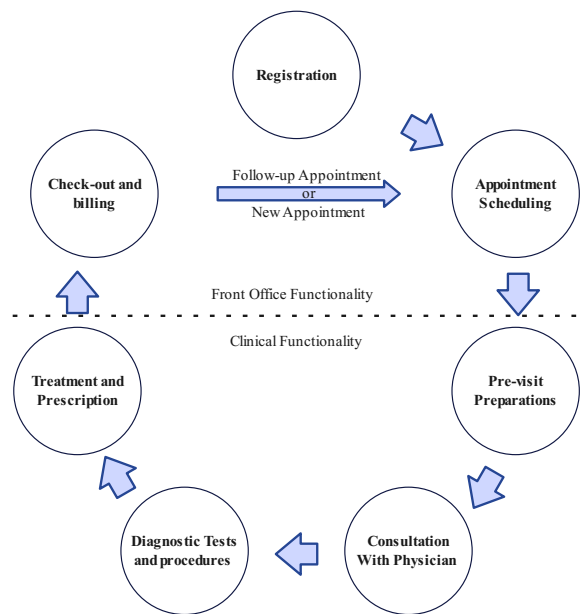 Registration
Check-out and
billing
Follow-up Appointment
or
New Appointment
Appointment
Scheduling
Front Office Functionality
Clinical Functionality
Treatment and
Prescription
Pre-visit
Preparations
Diagnostic Tests
and procedures
Consultation
With Physician